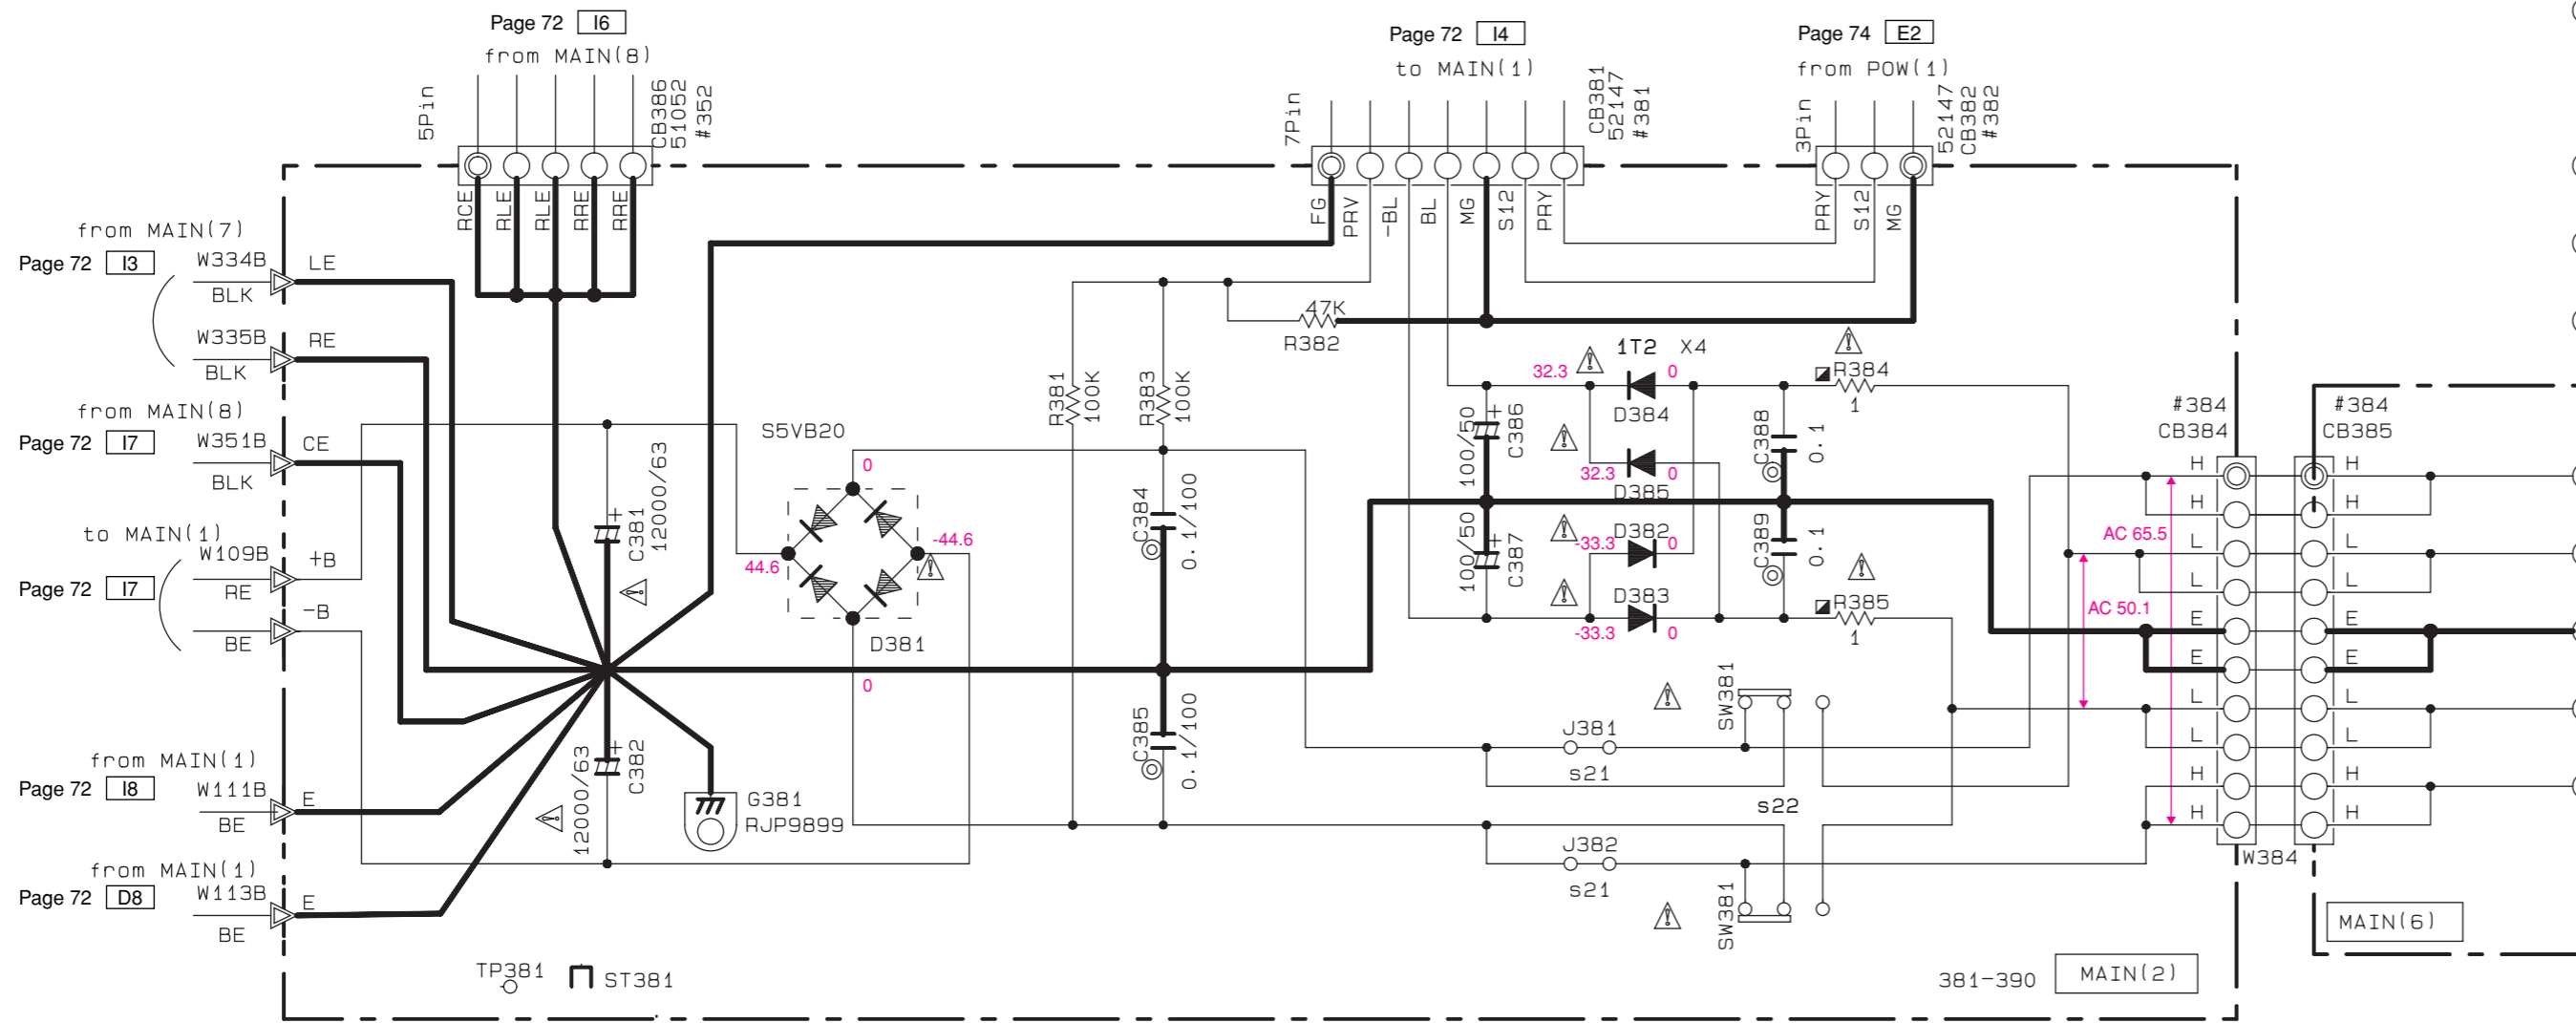 Page 72 I6
from MAIN(8)
5Pin
CB386
51052
#352
RCE
RLE
RLE
RRE
RRE
Page 72 I4
to MAIN(1)
7Pin
CB381
52147
#381
FG
PRV
-BL
BL
MG
S12
PRY
Page 74 E2
from POW(1)
3Pin
52147
CB382
#382
PRY
S12
MG
from MAIN(7)
Page 72 I3
W334B
LE
BLK
W335B
RE
BLK
from MAIN(8)
Page 72 I7
W351B
CE
BLK
to MAIN(1)
W109B
+B
Page 72 I7
RE
-B
BE
from MAIN(1)
Page 72 I8
W111B
E
BE
from MAIN(1)
Page 72 D8
W113B
E
BE
+
C381
12000/63
+
C382
12000/63
S5VB20
0
44.6
-44.6
D381
0
G381
RJP9899
R381
100K
R383
100K
47K
R382
C384
0.1/100
C385
0.1/100
1T2 X4
32.3
0
D384
32.3
0
D385
D382
-33.3
0
D383
-33.3
0
+
C386
100/50
+
C387
100/50
C388
0.1
C389
0.1
R384
1
R385
1
SW381
J381
s21
s22
J382
s21
SW381
#384
CB384
H
H
L
L
E
E
L
L
H
H
AC 65.5
AC 50.1
W384
#384
CB385
H
H
L
L
E
E
L
L
H
H
MAIN(6)
TP381
ST381
381-390
MAIN(2)